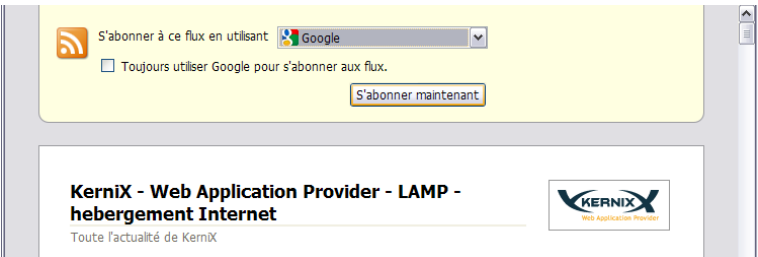 S'abonner à ce flux en utilisant Google
Toujours utiliser Google pour s'abonner aux flux.
S'abonner maintenant
KerniX - Web Application Provider - LAMP -
hebergement Internet
Toute l'actualité de KerniX
KERNIX
Web Application Provider